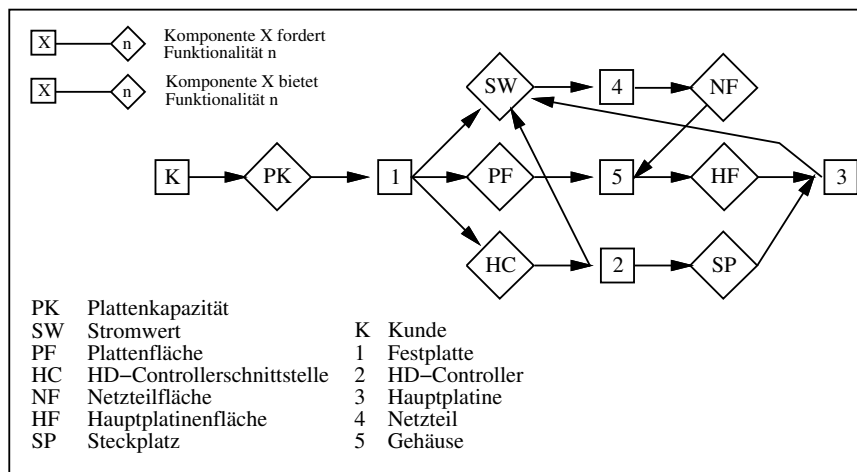 X n Komponente X fordert
Funktionalität n
X n Komponente X bietet
Funktionalität n
SW 4 NF
K PK 1 PF 5 HF 3
HC 2 SP
PK Plattenkapazität
SW Stromwert
PF Plattenfläche
HC HD−Controllerschnittstelle
NF Netzteilfläche
HF Hauptplatinenfläche
SP Steckplatz
K Kunde
1 Festplatte
2 HD−Controller
3 Hauptplatine
4 Netzteil
5 Gehäuse